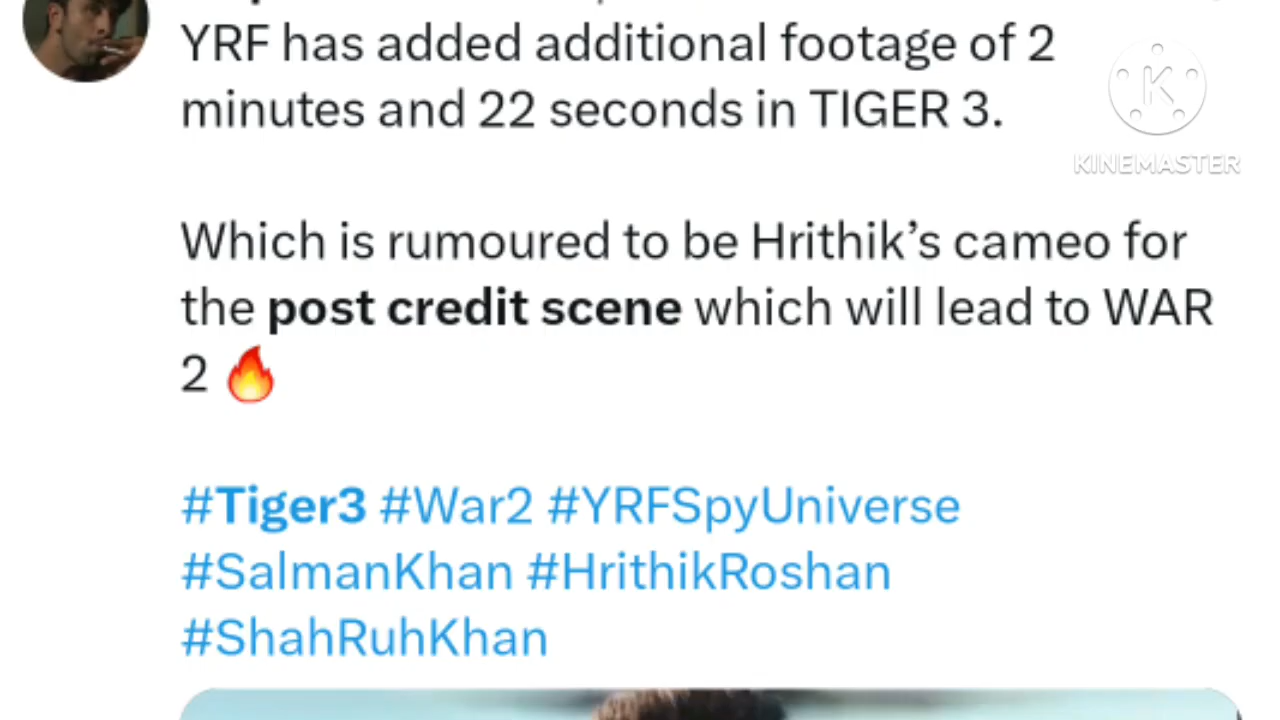 YRF has added additional footage of 2
minutes and 22 seconds in TIGER 3.
KINEMASTER
Which is rumoured to be Hrithik’s cameo for
the post credit scene which will lead to WAR
2 🔥
#Tiger3 #War2 #YRFSpyUniverse
#SalmanKhan #HrithikRoshan
#ShahRuhKhan